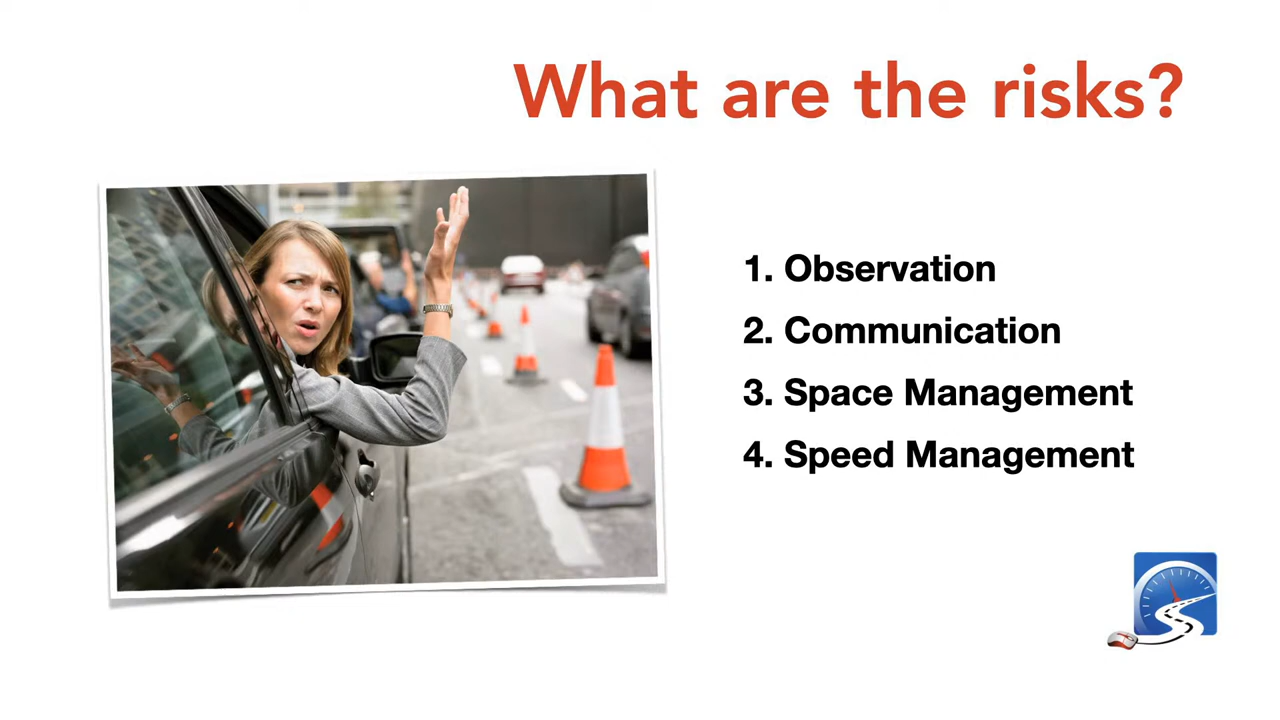 What are the risks?
1. Observation
2. Communication
3. Space Management
4. Speed Management